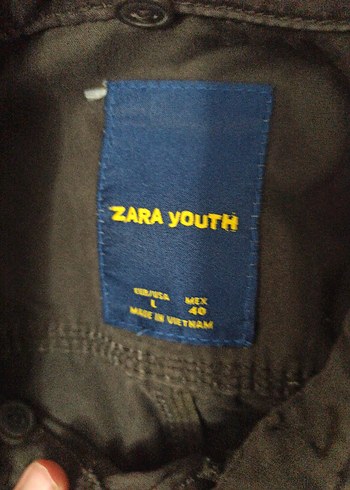 ZARA YOUTH
EUR/USA MEX
L 40
MADE IN VIETNAM